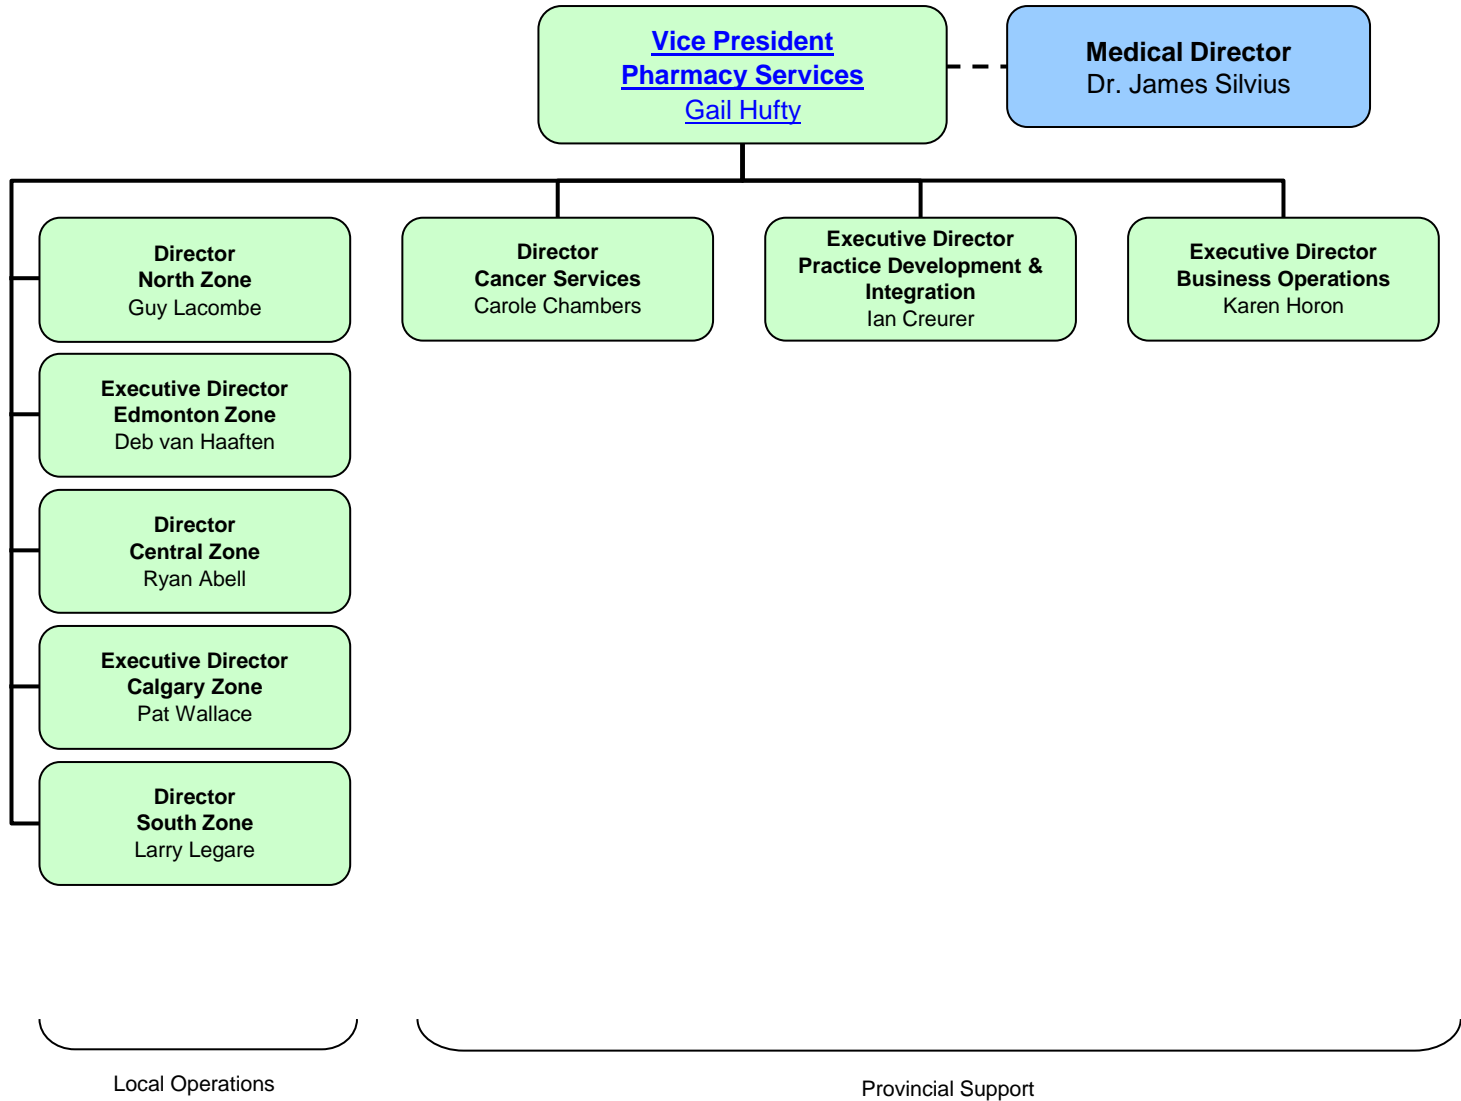 Vice President
Pharmacy Services
Gail Hufty
Medical Director
Dr. James Silvius
Director
North Zone
Guy Lacombe
Director
Cancer Services
Carole Chambers
Executive Director
Practice Development &
Integration
Ian Creurer
Executive Director
Business Operations
Karen Horon
Executive Director
Edmonton Zone
Deb van Haaften
Director
Central Zone
Ryan Abell
Executive Director
Calgary Zone
Pat Wallace
Director
South Zone
Larry Legare
Local Operations
Provincial Support